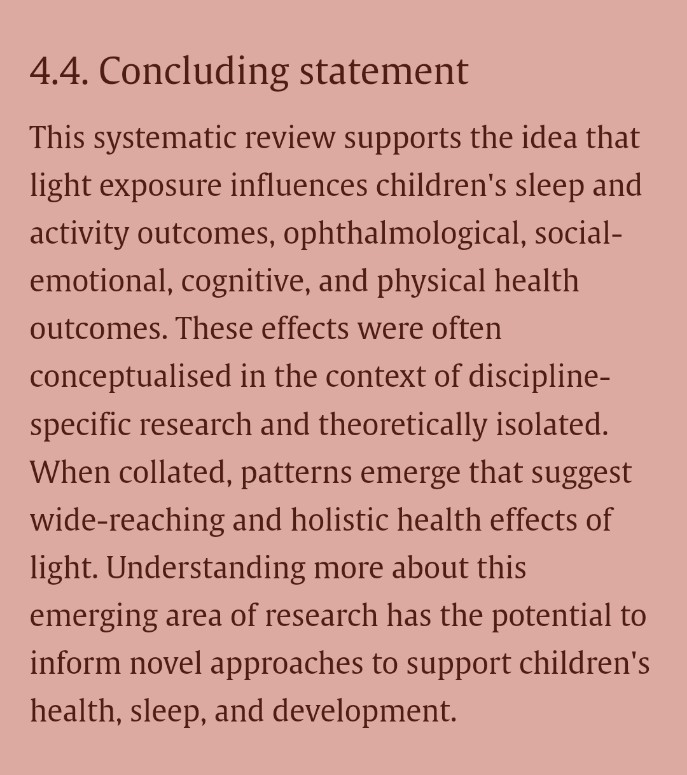 4.4. Concluding statement
This systematic review supports the idea that
light exposure influences children's sleep and
activity outcomes, ophthalmological, social-
emotional, cognitive, and physical health
outcomes. These effects were often
conceptualised in the context of discipline-
specific research and theoretically isolated.
When collated, patterns emerge that suggest
wide-reaching and holistic health effects of
light. Understanding more about this
emerging area of research has the potential to
inform novel approaches to support children's
health, sleep, and development.